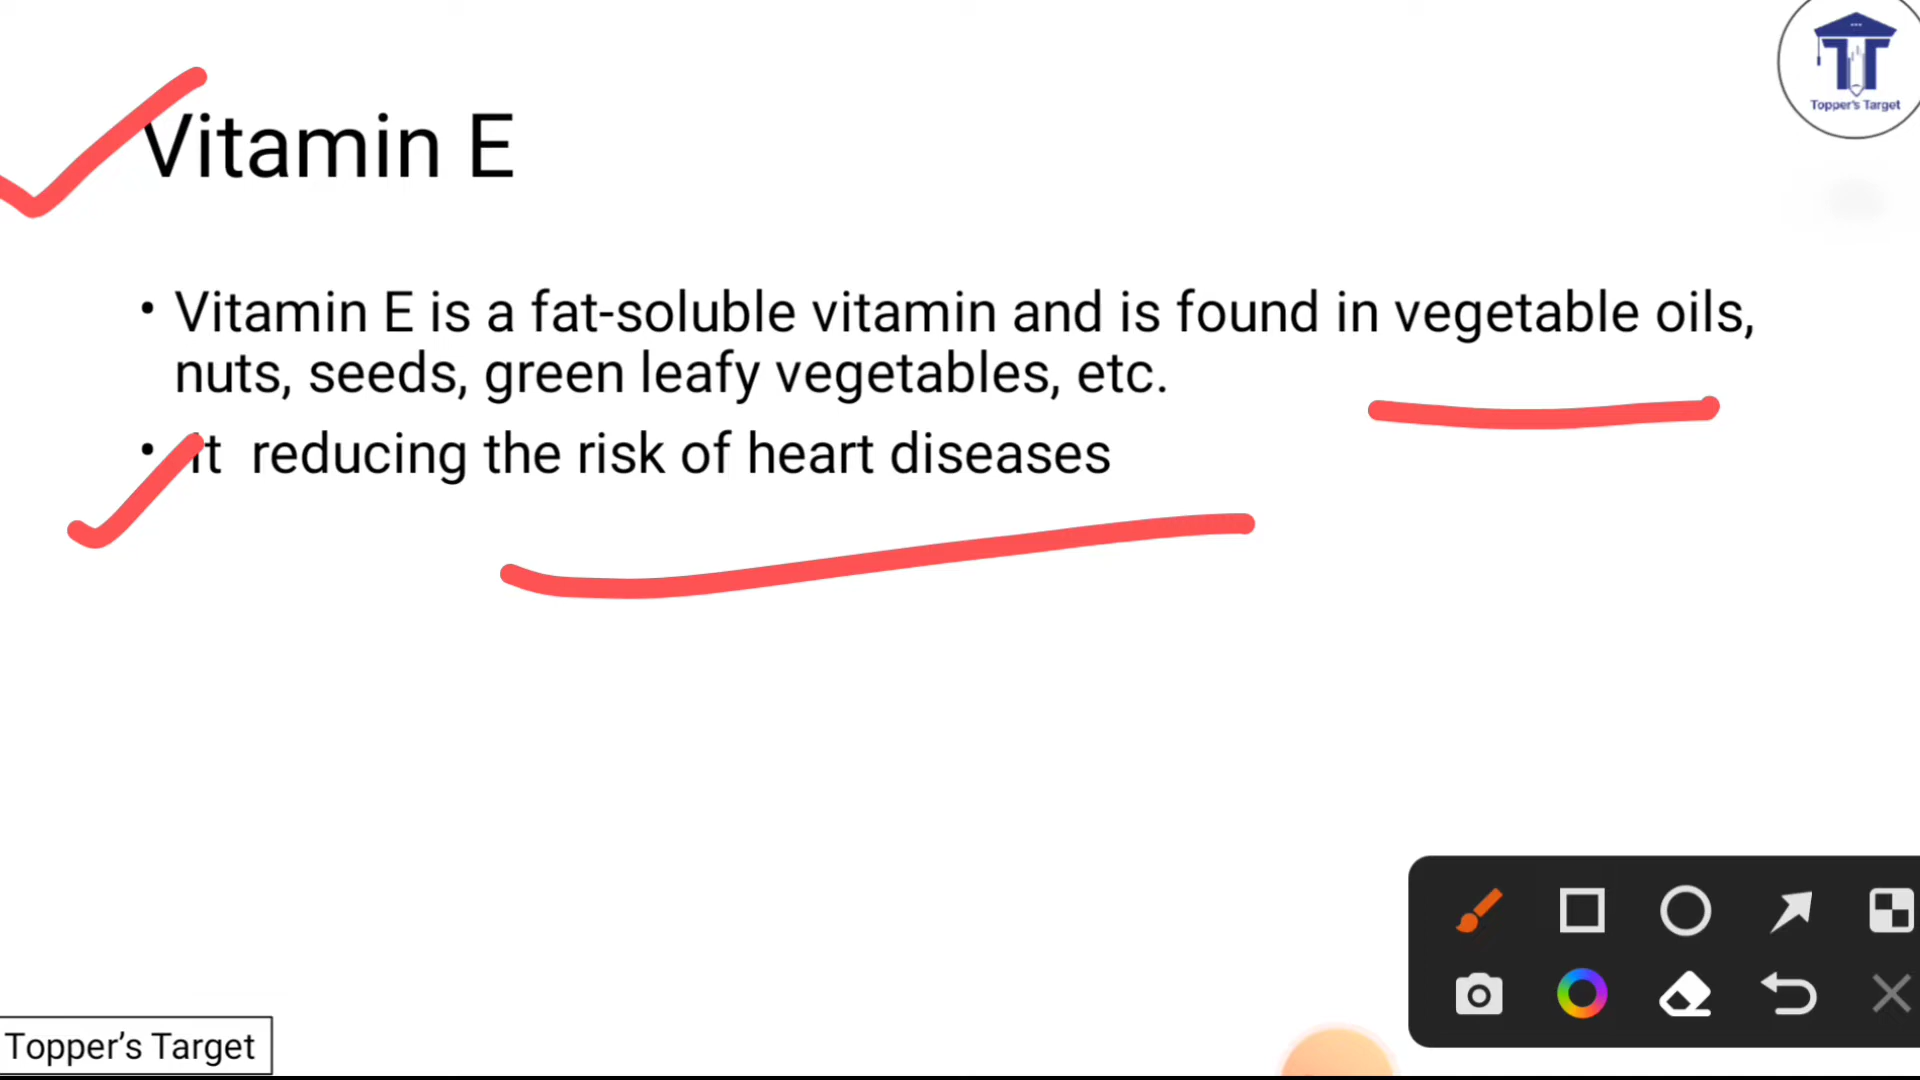 Topper's Target
Vitamin E
• Vitamin E is a fat-soluble vitamin and is found in vegetable oils,
nuts, seeds, green leafy vegetables, etc.
• It reducing the risk of heart diseases
Topper’s Target